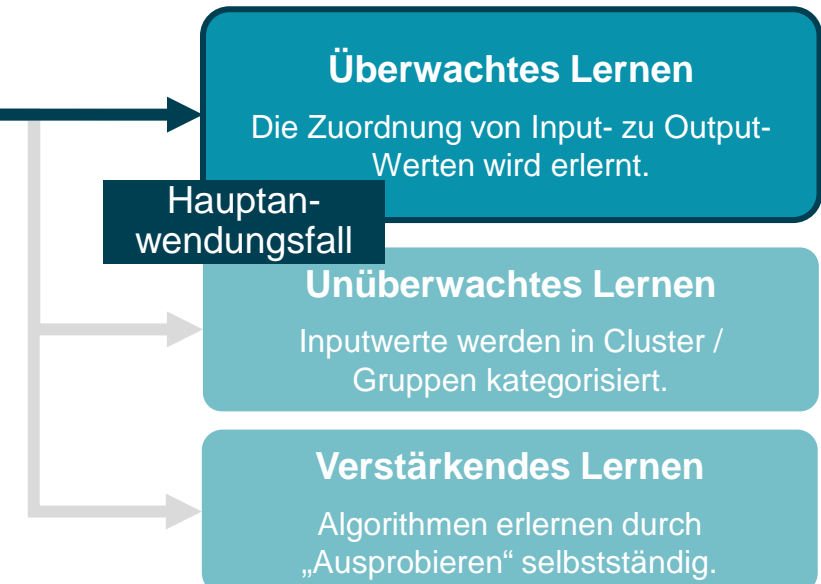 Überwachtes Lernen
Die Zuordnung von Input- zu Output-
Werten wird erlernt.
Hauptan-
wendungsfall
Unüberwachtes Lernen
Inputwerte werden in Cluster /
Gruppen kategorisiert.
Verstärkendes Lernen
Algorithmen erlernen durch
„Ausprobieren“ selbstständig.